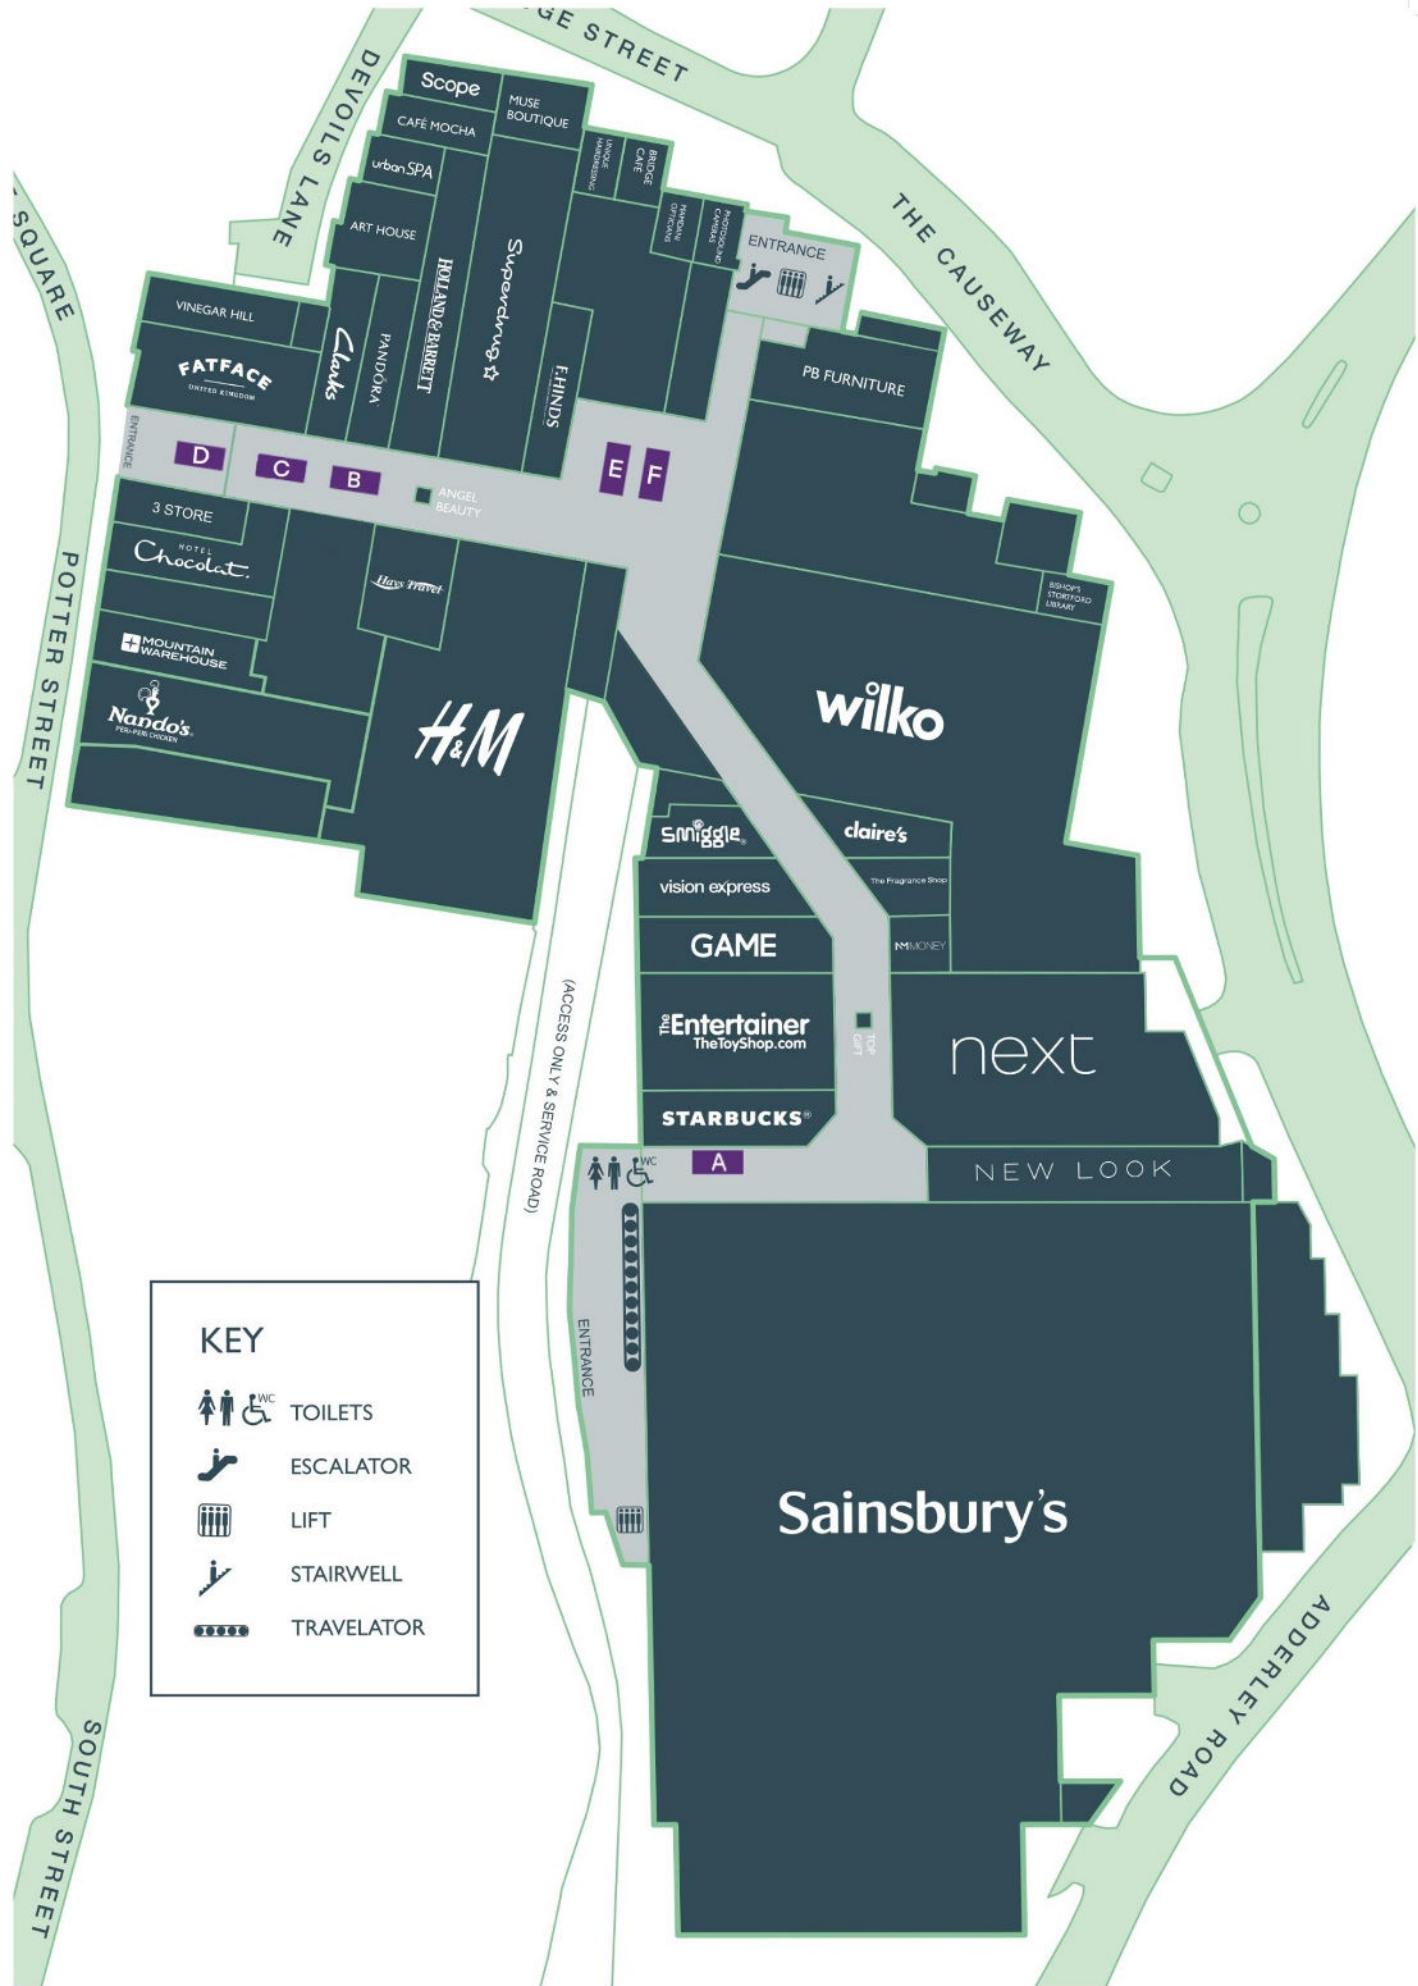 GE STREET
DEVOILS LANE
SQUARE
THE CAUSEWAY
Scope
MUSE
BOUTIQUE
CAFÉ MOCHA
urban SPA
ART HOUSE
UNIQUE
HAIRDRESSING
BRIDGE
CAFÉ
MAMDANI
OPTICIANS
PHOTOSOUND
CAMERAS
ENTRANCE
VINEGAR HILL
FATFACE
UNITED KINGDOM
Clarks
PANDORA
HOLLAND & BARRETT
Superdrug
F.HINDS
PB FURNITURE
ENTRANCE
D
C
B
ANGEL
BEAUTY
E
F
3 STORE
HOTEL
Chocolat.
Hays Travel
MOUNTAIN
WAREHOUSE
Nando's
PERi-PERi CHICKEN
H&M
BISHOP'S
STORTFORD
LIBRARY
wilko
POTTER STREET
smiggle
claire's
vision express
The Fragrance Shop
GAME
NM MONEY
The Entertainer
TheToyShop.com
TOP
GIFT
next
STARBUCKS®
(ACCESS ONLY & SERVICE ROAD)
WC
A
NEW LOOK
ENTRANCE
Sainsbury's
KEY
WC
TOILETS
ESCALATOR
LIFT
STAIRWELL
TRAVELATOR
ADDERLEY ROAD
SOUTH STREET